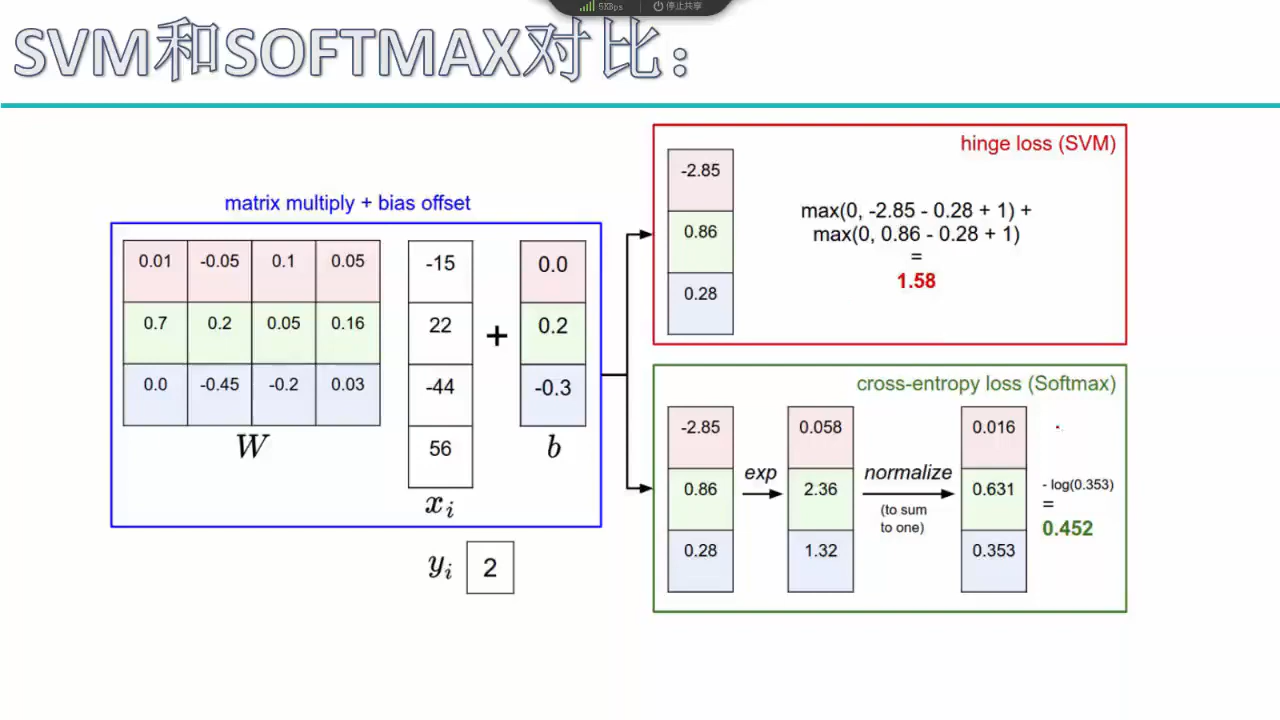 5KBps 停止共享
SVM和SOFTMAX对比：
matrix multiply + bias offset
0.01 -0.05 0.1 0.05
0.7 0.2 0.05 0.16
0.0 -0.45 -0.2 0.03
W
-15
22
-44
56
xi
+
0.0
0.2
-0.3
b
yi 2
hinge loss (SVM)
-2.85
0.86
0.28
max(0, -2.85 - 0.28 + 1) +
max(0, 0.86 - 0.28 + 1)
=
1.58
cross-entropy loss (Softmax)
-2.85
0.86
0.28
exp
0.058
2.36
1.32
normalize
(to sum
to one)
0.016
0.631
0.353
- log(0.353)
=
0.452